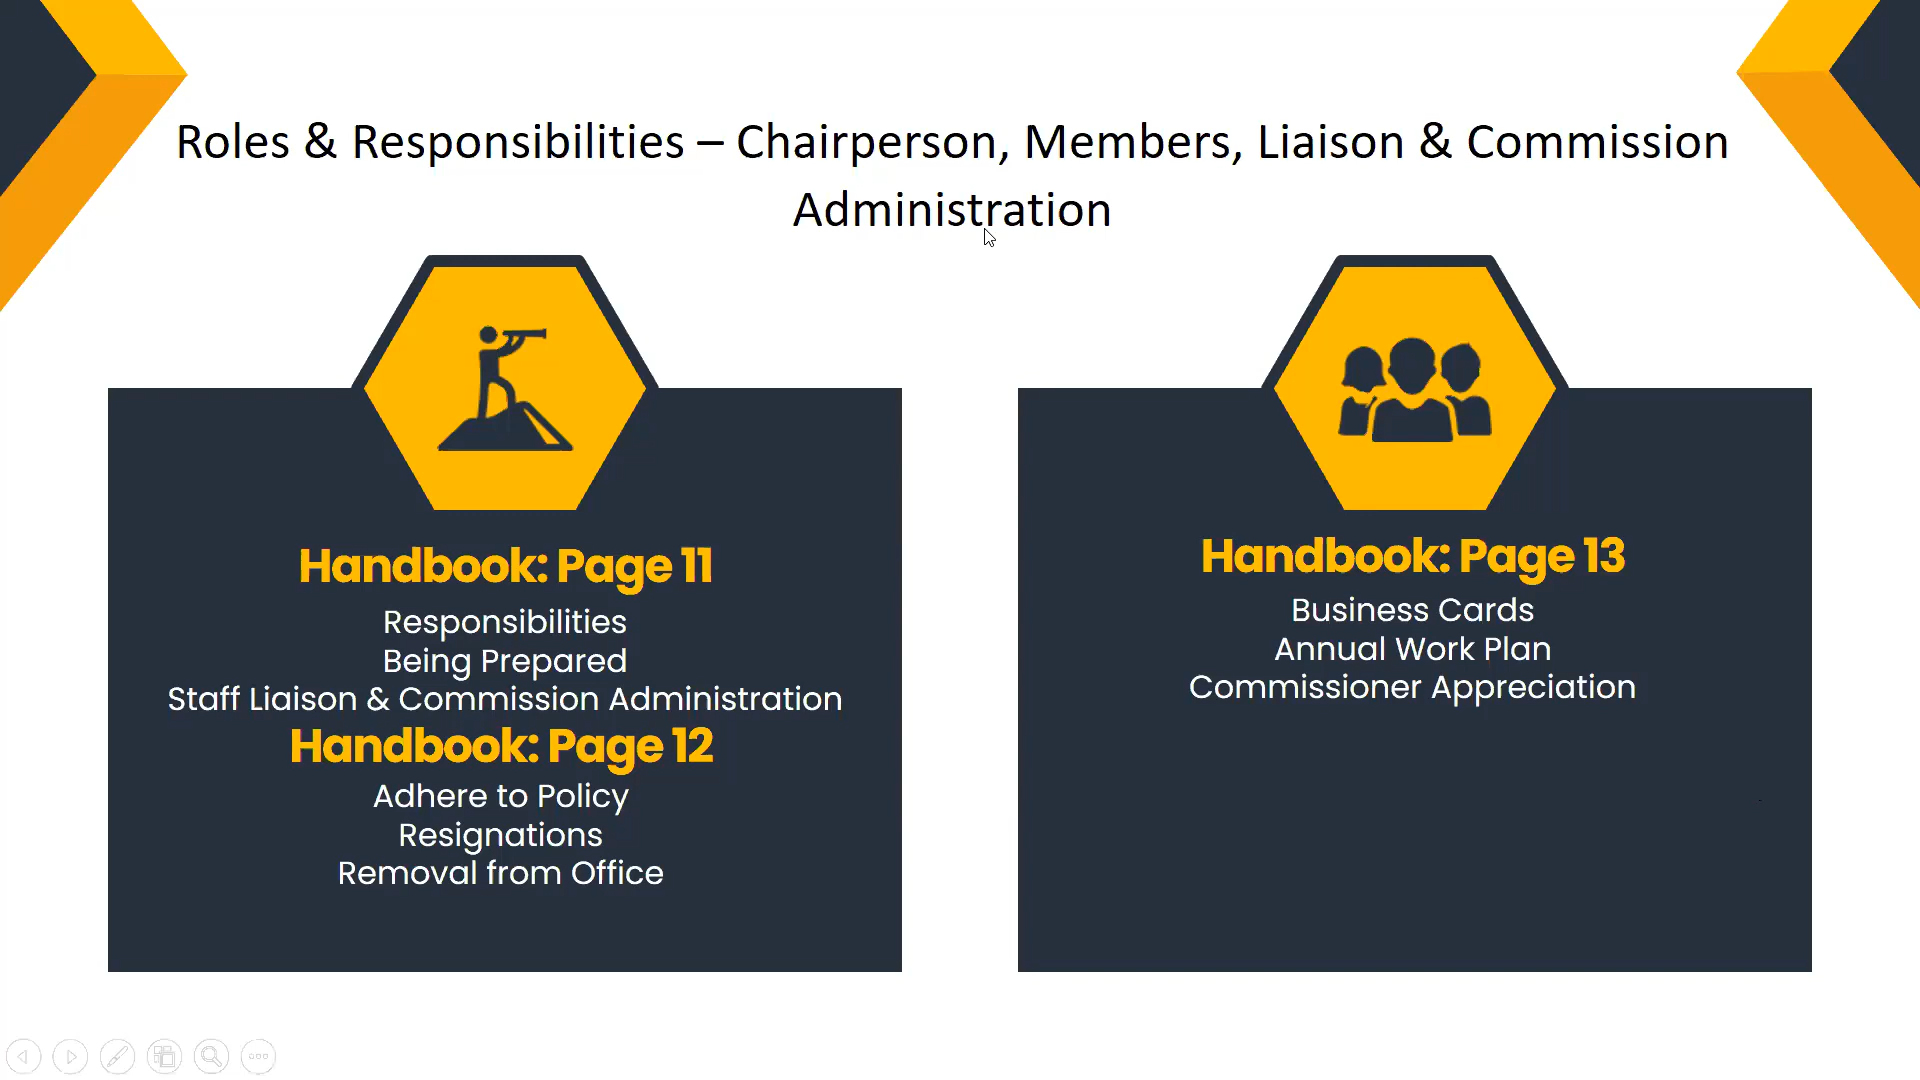 Roles & Responsibilities – Chairperson, Members, Liaison & Commission
Administration
Handbook: Page 11
Responsibilities
Being Prepared
Staff Liaison & Commission Administration
Handbook: Page 12
Adhere to Policy
Resignations
Removal from Office
Handbook: Page 13
Business Cards
Annual Work Plan
Commissioner Appreciation